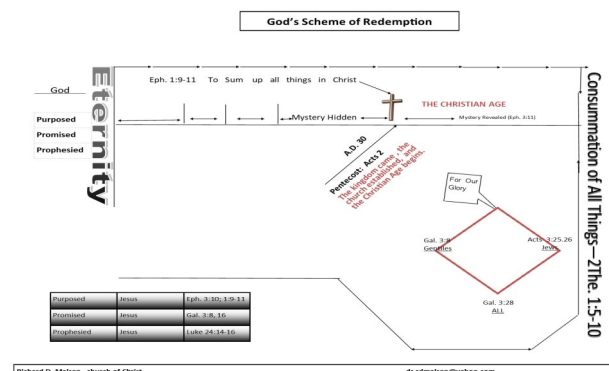 God's Scheme of Redemption
Eph. 1:9-11 To Sum up all things in Christ
God
Eternity
Purposed
Promised
Prophesied
THE CHRISTIAN AGE
Mystery Hidden
Mystery Revealed (Eph. 3:11)
A.D. 30
Pentecost: Acts 2
The kingdom came, the
church established, and
the Christian Age begins.
For Our
Glory
Gal. 3:8
Gentiles
Acts 3:25.26
Jews
Gal. 3:28
ALL
Consummation of All Things—2The. 1:5-10
Purposed Jesus Eph. 3:10; 1:9-11
Promised Jesus Gal. 3:8, 16
Prophesied Jesus Luke 24:14-16
Richard D. church of Christ